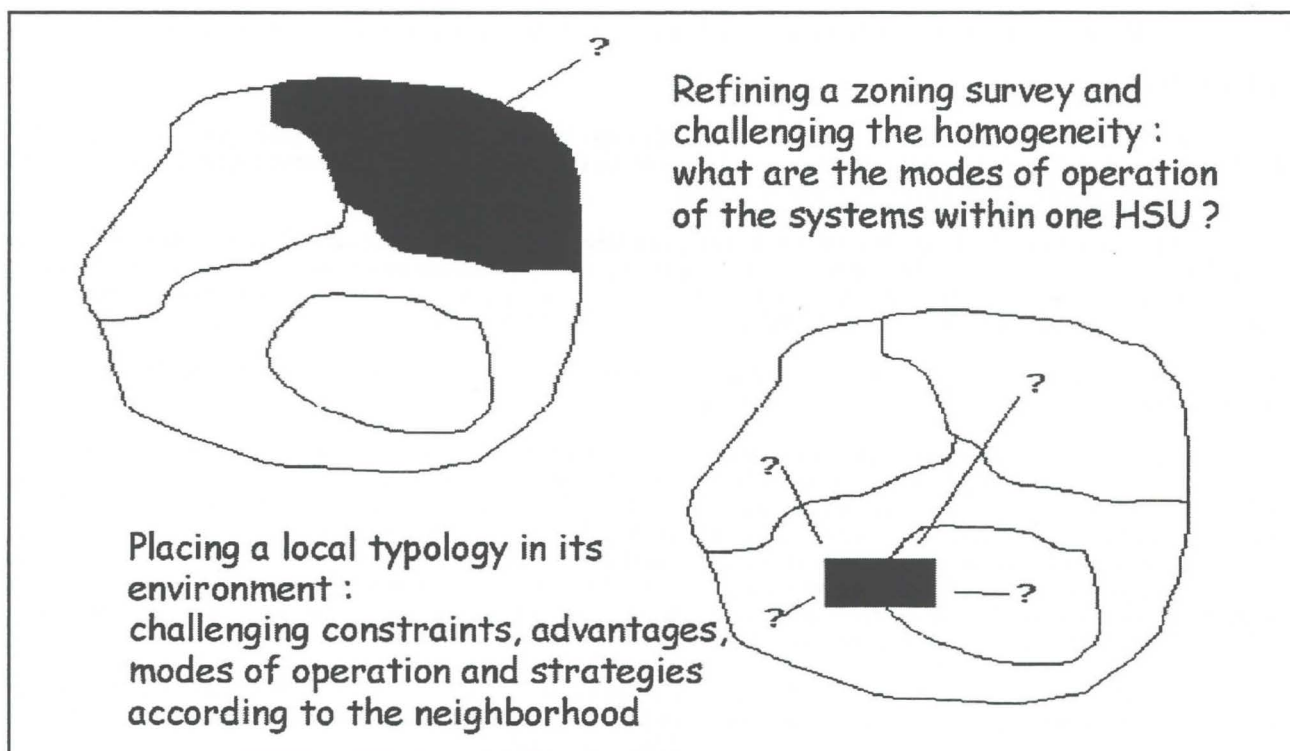 ?
Refining a zoning survey and
challenging the homogeneity :
what are the modes of operation
of the systems within one HSU ?
?
?
?
?
Placing a local typology in its
environment :
challenging constraints, advantages,
modes of operation and strategies
according to the neighborhood